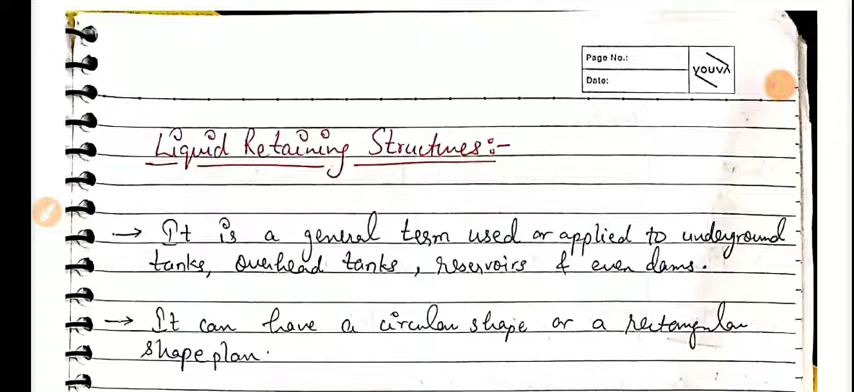 Page No.:
Date:
youva
Liquid Retaining Structures:-
→ It is a general term used or applied to underground
tanks, overhead tanks, reservoirs & even dams.
→ It can have a circular shape or a rectangular
shape plan.